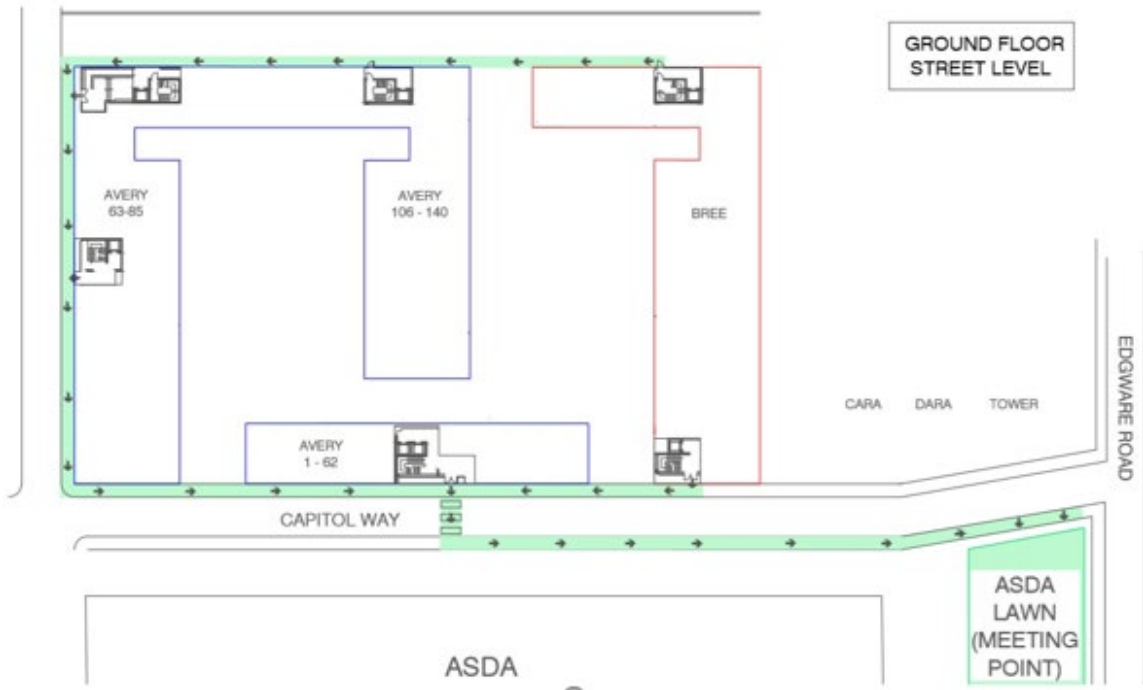 GROUND FLOOR
STREET LEVEL
AVERY
63-85
AVERY
106 - 140
BREE
EDGWARE ROAD
CARA DARA TOWER
AVERY
1 - 62
CAPITOL WAY
ASDA
LAWN
(MEETING
POINT)
ASDA